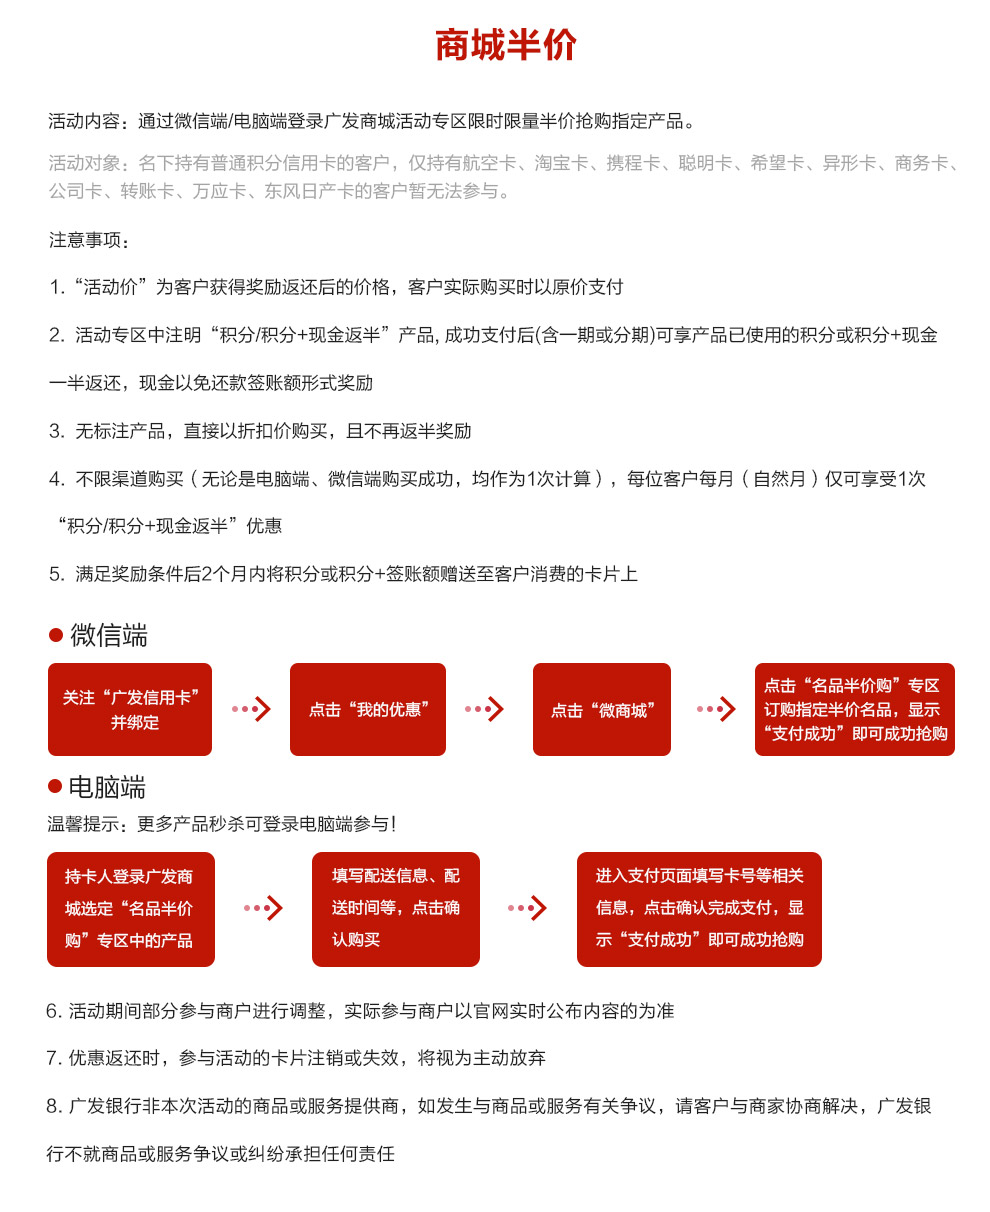 商城半价
活动内容：通过微信端/电脑端登录广发商城活动专区限时限量半价抢购指定产品。
活动对象：名下持有普通积分信用卡的客户，仅持有航空卡、淘宝卡、携程卡、聪明卡、希望卡、异形卡、商务卡、
公司卡、转账卡、万应卡、东风日产卡的客户暂无法参与。
注意事项：
1.“活动价”为客户获得奖励返还后的价格，客户实际购买时以原价支付
2. 活动专区中注明“积分/积分+现金返半”产品, 成功支付后(含一期或分期)可享产品已使用的积分或积分+现金
一半返还，现金以免还款签账额形式奖励
3. 无标注产品，直接以折扣价购买，且不再返半奖励
4. 不限渠道购买（无论是电脑端、微信端购买成功，均作为1次计算），每位客户每月（自然月）仅可享受1次
“积分/积分+现金返半”优惠
5. 满足奖励条件后2个月内将积分或积分+签账额赠送至客户消费的卡片上
微信端
关注“广发信用卡”
并绑定
点击“我的优惠”
点击“微商城”
点击“名品半价购”专区
订购指定半价名品，显示
“支付成功”即可成功抢购
电脑端
温馨提示：更多产品秒杀可登录电脑端参与！
持卡人登录广发商
城选定“名品半价
购”专区中的产品
填写配送信息、配
送时间等，点击确
认购买
进入支付页面填写卡号等相关
信息，点击确认完成支付，显
示“支付成功”即可成功抢购
6. 活动期间部分参与商户进行调整，实际参与商户以官网实时公布内容的为准
7. 优惠返还时，参与活动的卡片注销或失效，将视为主动放弃
8. 广发银行非本次活动的商品或服务提供商，如发生与商品或服务有关争议，请客户与商家协商解决，广发银
行不就商品或服务争议或纠纷承担任何责任